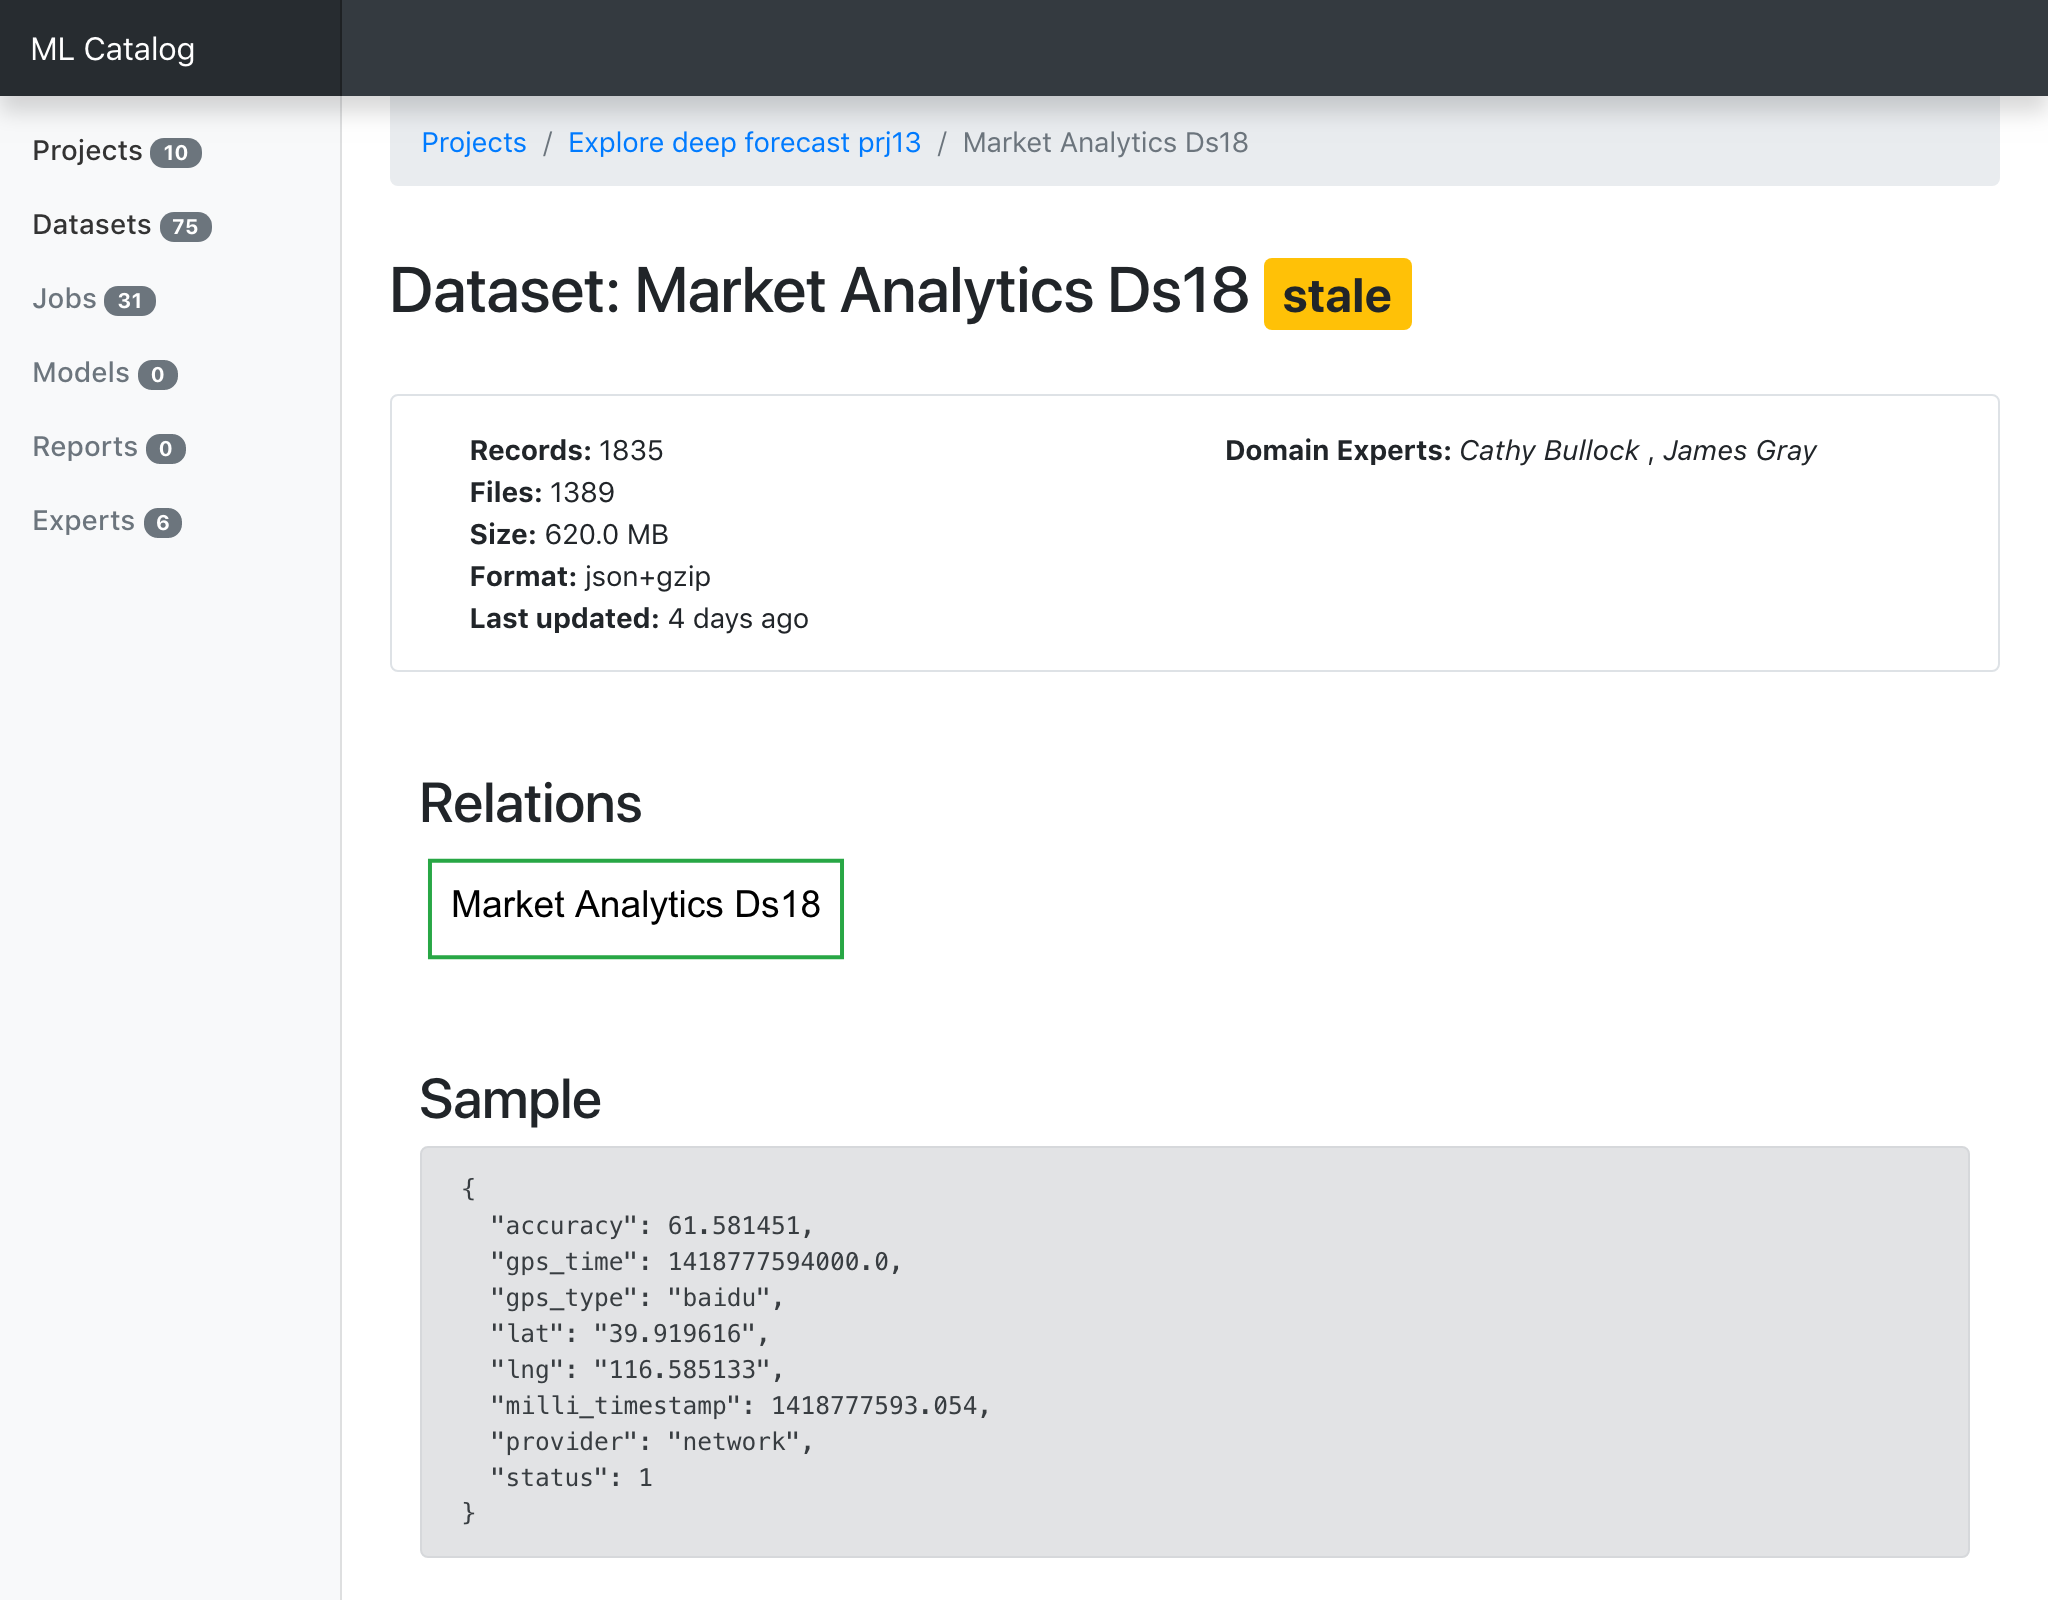 ML Catalog
Projects 10
Datasets 75
Jobs 31
Models 0
Reports 0
Experts 6
Projects / Explore deep forecast prj13 / Market Analytics Ds18
Dataset: Market Analytics Ds18 stale
Records: 1835
Files: 1389
Size: 620.0 MB
Format: json+gzip
Last updated: 4 days ago
Domain Experts: Cathy Bullock , James Gray
Relations
Market Analytics Ds18
Sample
{
  "accuracy": 61.581451,
  "gps_time": 1418777594000.0,
  "gps_type": "baidu",
  "lat": "39.919616",
  "lng": "116.585133",
  "milli_timestamp": 1418777593.054,
  "provider": "network",
  "status": 1
}